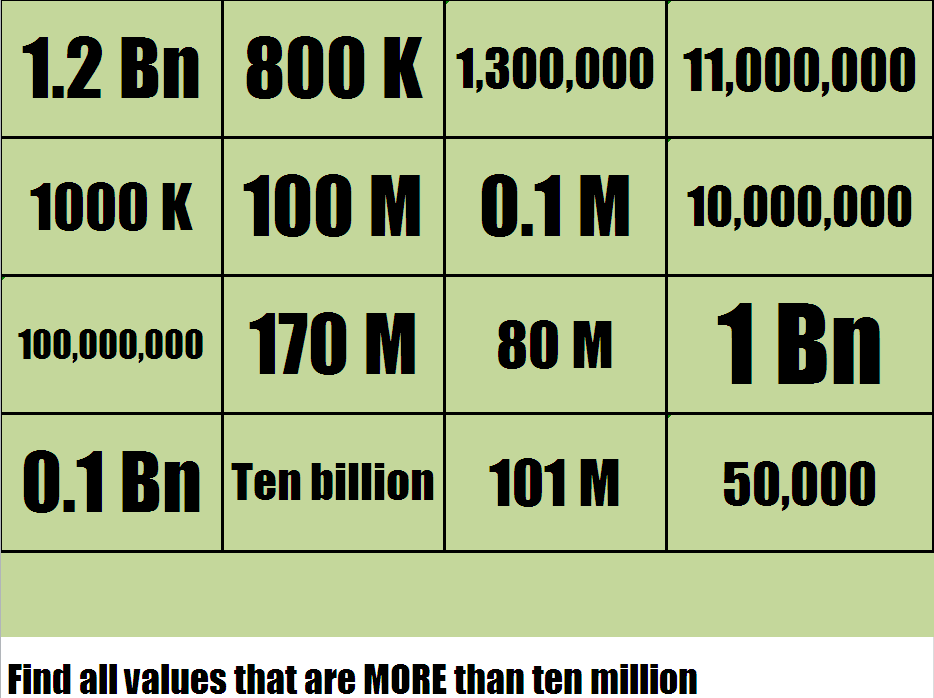 1.2 Bn 800 K 1,300,000 11,000,000
1000 K 100 M 0.1 M 10,000,000
100,000,000 170 M 80 M 1 Bn
0.1 Bn Ten billion 101 M 50,000
Find all values that are MORE than ten million